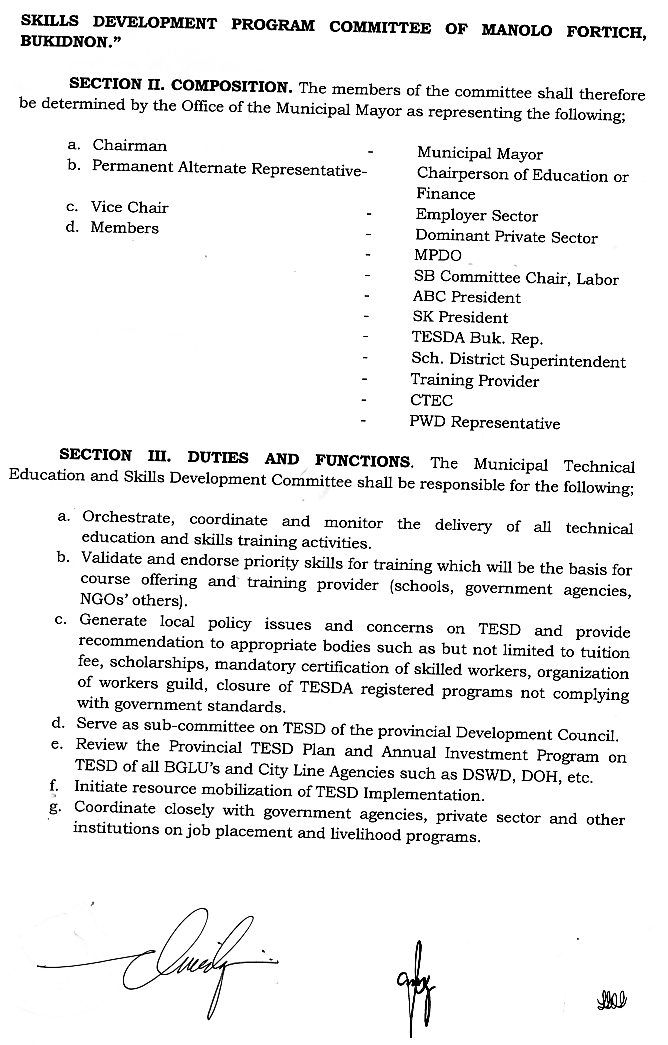 SKILLS DEVELOPMENT PROGRAM COMMITTEE OF MANOLO FORTICH,
BUKIDNON.”
SECTION II. COMPOSITION. The members of the committee shall therefore
be determined by the Office of the Municipal Mayor as representing the following;
a. Chairman - Municipal Mayor
b. Permanent Alternate Representative- Chairperson of Education or
Finance
c. Vice Chair - Employer Sector
d. Members - Dominant Private Sector
- MPDO
- SB Committee Chair, Labor
- ABC President
- SK President
- TESDA Buk. Rep.
- Sch. District Superintendent
- Training Provider
- CTEC
- PWD Representative
SECTION III. DUTIES AND FUNCTIONS. The Municipal Technical
Education and Skills Development Committee shall be responsible for the following;
a. Orchestrate, coordinate and monitor the delivery of all technical
education and skills training activities.
b. Validate and endorse priority skills for training which will be the basis for
course offering and training provider (schools, government agencies,
NGOs’ others).
c. Generate local policy issues and concerns on TESD and provide
recommendation to appropriate bodies such as but not limited to tuition
fee, scholarships, mandatory certification of skilled workers, organization
of workers guild, closure of TESDA registered programs not complying
with government standards.
d. Serve as sub-committee on TESD of the provincial Development Council.
e. Review the Provincial TESD Plan and Annual Investment Program on
TESD of all BGLU’s and City Line Agencies such as DSWD, DOH, etc.
f. Initiate resource mobilization of TESD Implementation.
g. Coordinate closely with government agencies, private sector and other
institutions on job placement and livelihood programs.